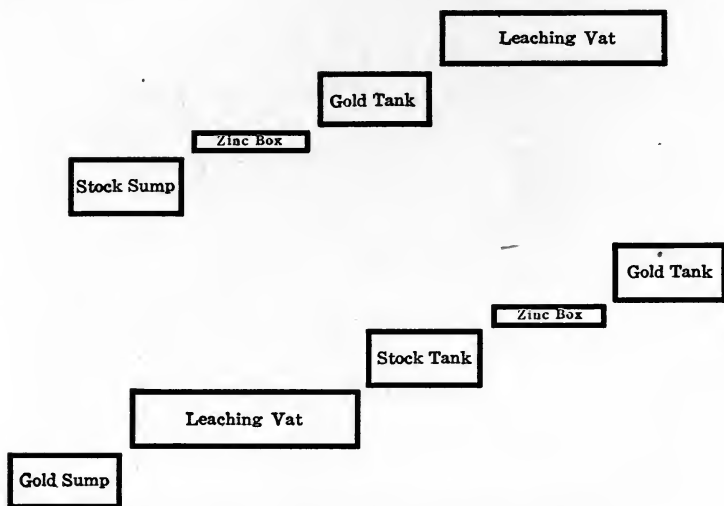 Leaching Vat
Gold Tank
Zinc Box
Stock Sump
Gold Tank
Zinc Box
Stock Tank
Leaching Vat
Gold Sump